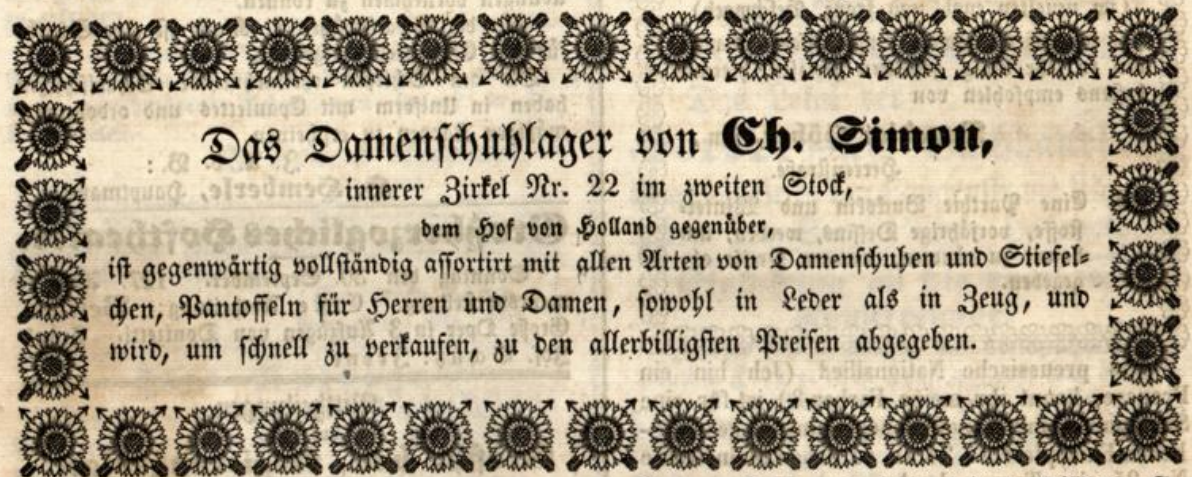 Das Damenschuhlager von Ch. Simon,
innerer Zirkel Nr. 22 im zweiten Stock,
dem Hof von Holland gegenüber,
ist gegenwärtig vollständig assortirt mit allen Arten von Damenschuhen und Stiefel-
chen, Pantoffeln für Herren und Damen, sowohl in Leder als in Zeug, und
wird, um schnell zu verkaufen, zu den allerbilligsten Preisen abgegeben.